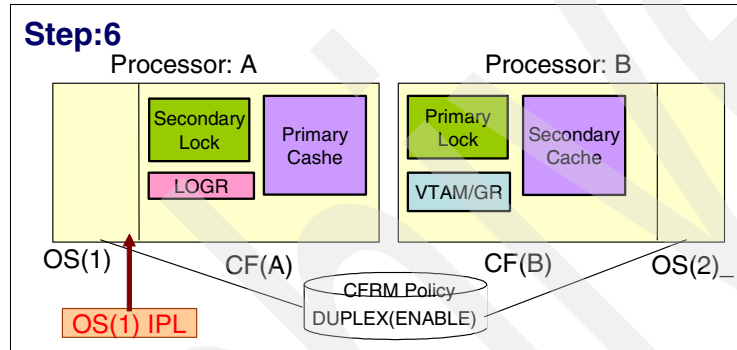 Step:6
Processor: A
Processor: B
Secondary
Lock
Primary
Cashe
LOGR
Primary
Lock
Secondary
Cache
VTAM/GR
OS(1)
CF(A)
CF(B)
OS(2)_
CFRM Policy
DUPLEX(ENABLE)
OS(1) IPL